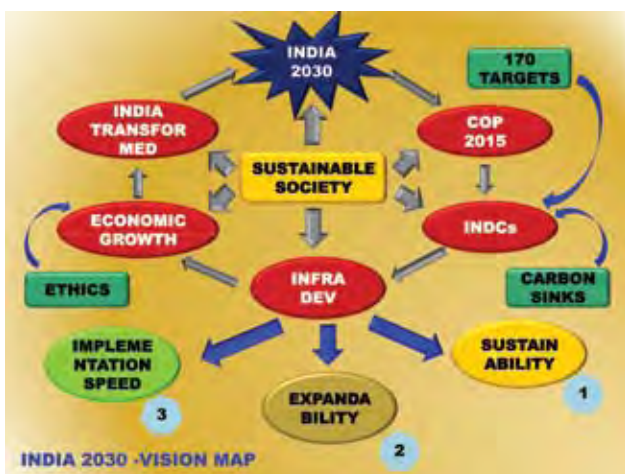 INDIA
2030
170
TARGETS
INDIA
TRANSFOR
MED
COP
2015
SUSTAINABLE
SOCIETY
ECONOMIC
GROWTH
INDCs
ETHICS
INFRA
DEV
CARBON
SINKS
IMPLEME
NTATION
SPEED
3
EXPANDA
BILITY
2
SUSTAIN
ABILITY
1
INDIA 2030 -VISION MAP